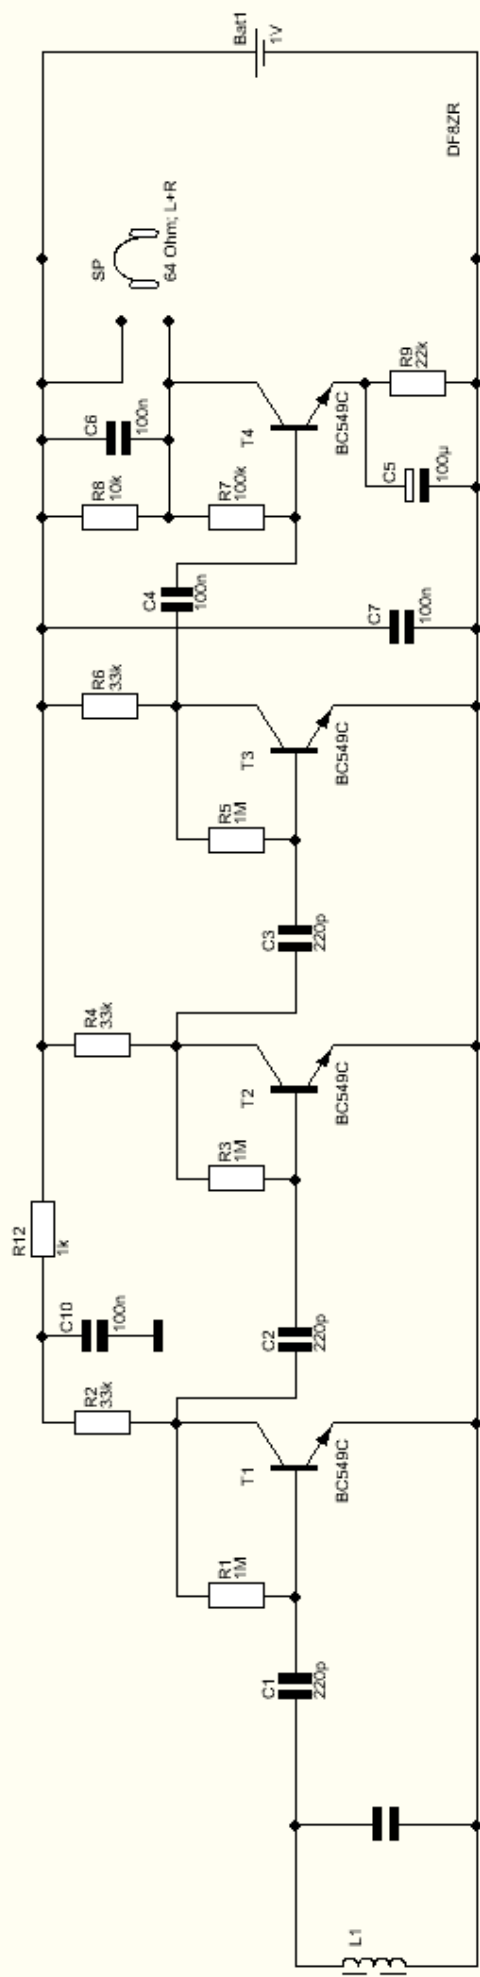 Bat1
1V
DF8ZR
SP
64 Ohm; L+R
C6
100n
R8
10k
R7
100k
T4
BC549C
R9
22k
C5
100µ
C4
100n
C7
100n
R6
33k
T3
BC549C
R5
1M
C3
220p
R4
33k
T2
BC549C
R3
1M
R12
1k
C10
100n
C2
220p
R2
33k
T1
BC549C
R1
1M
C1
220p
L1